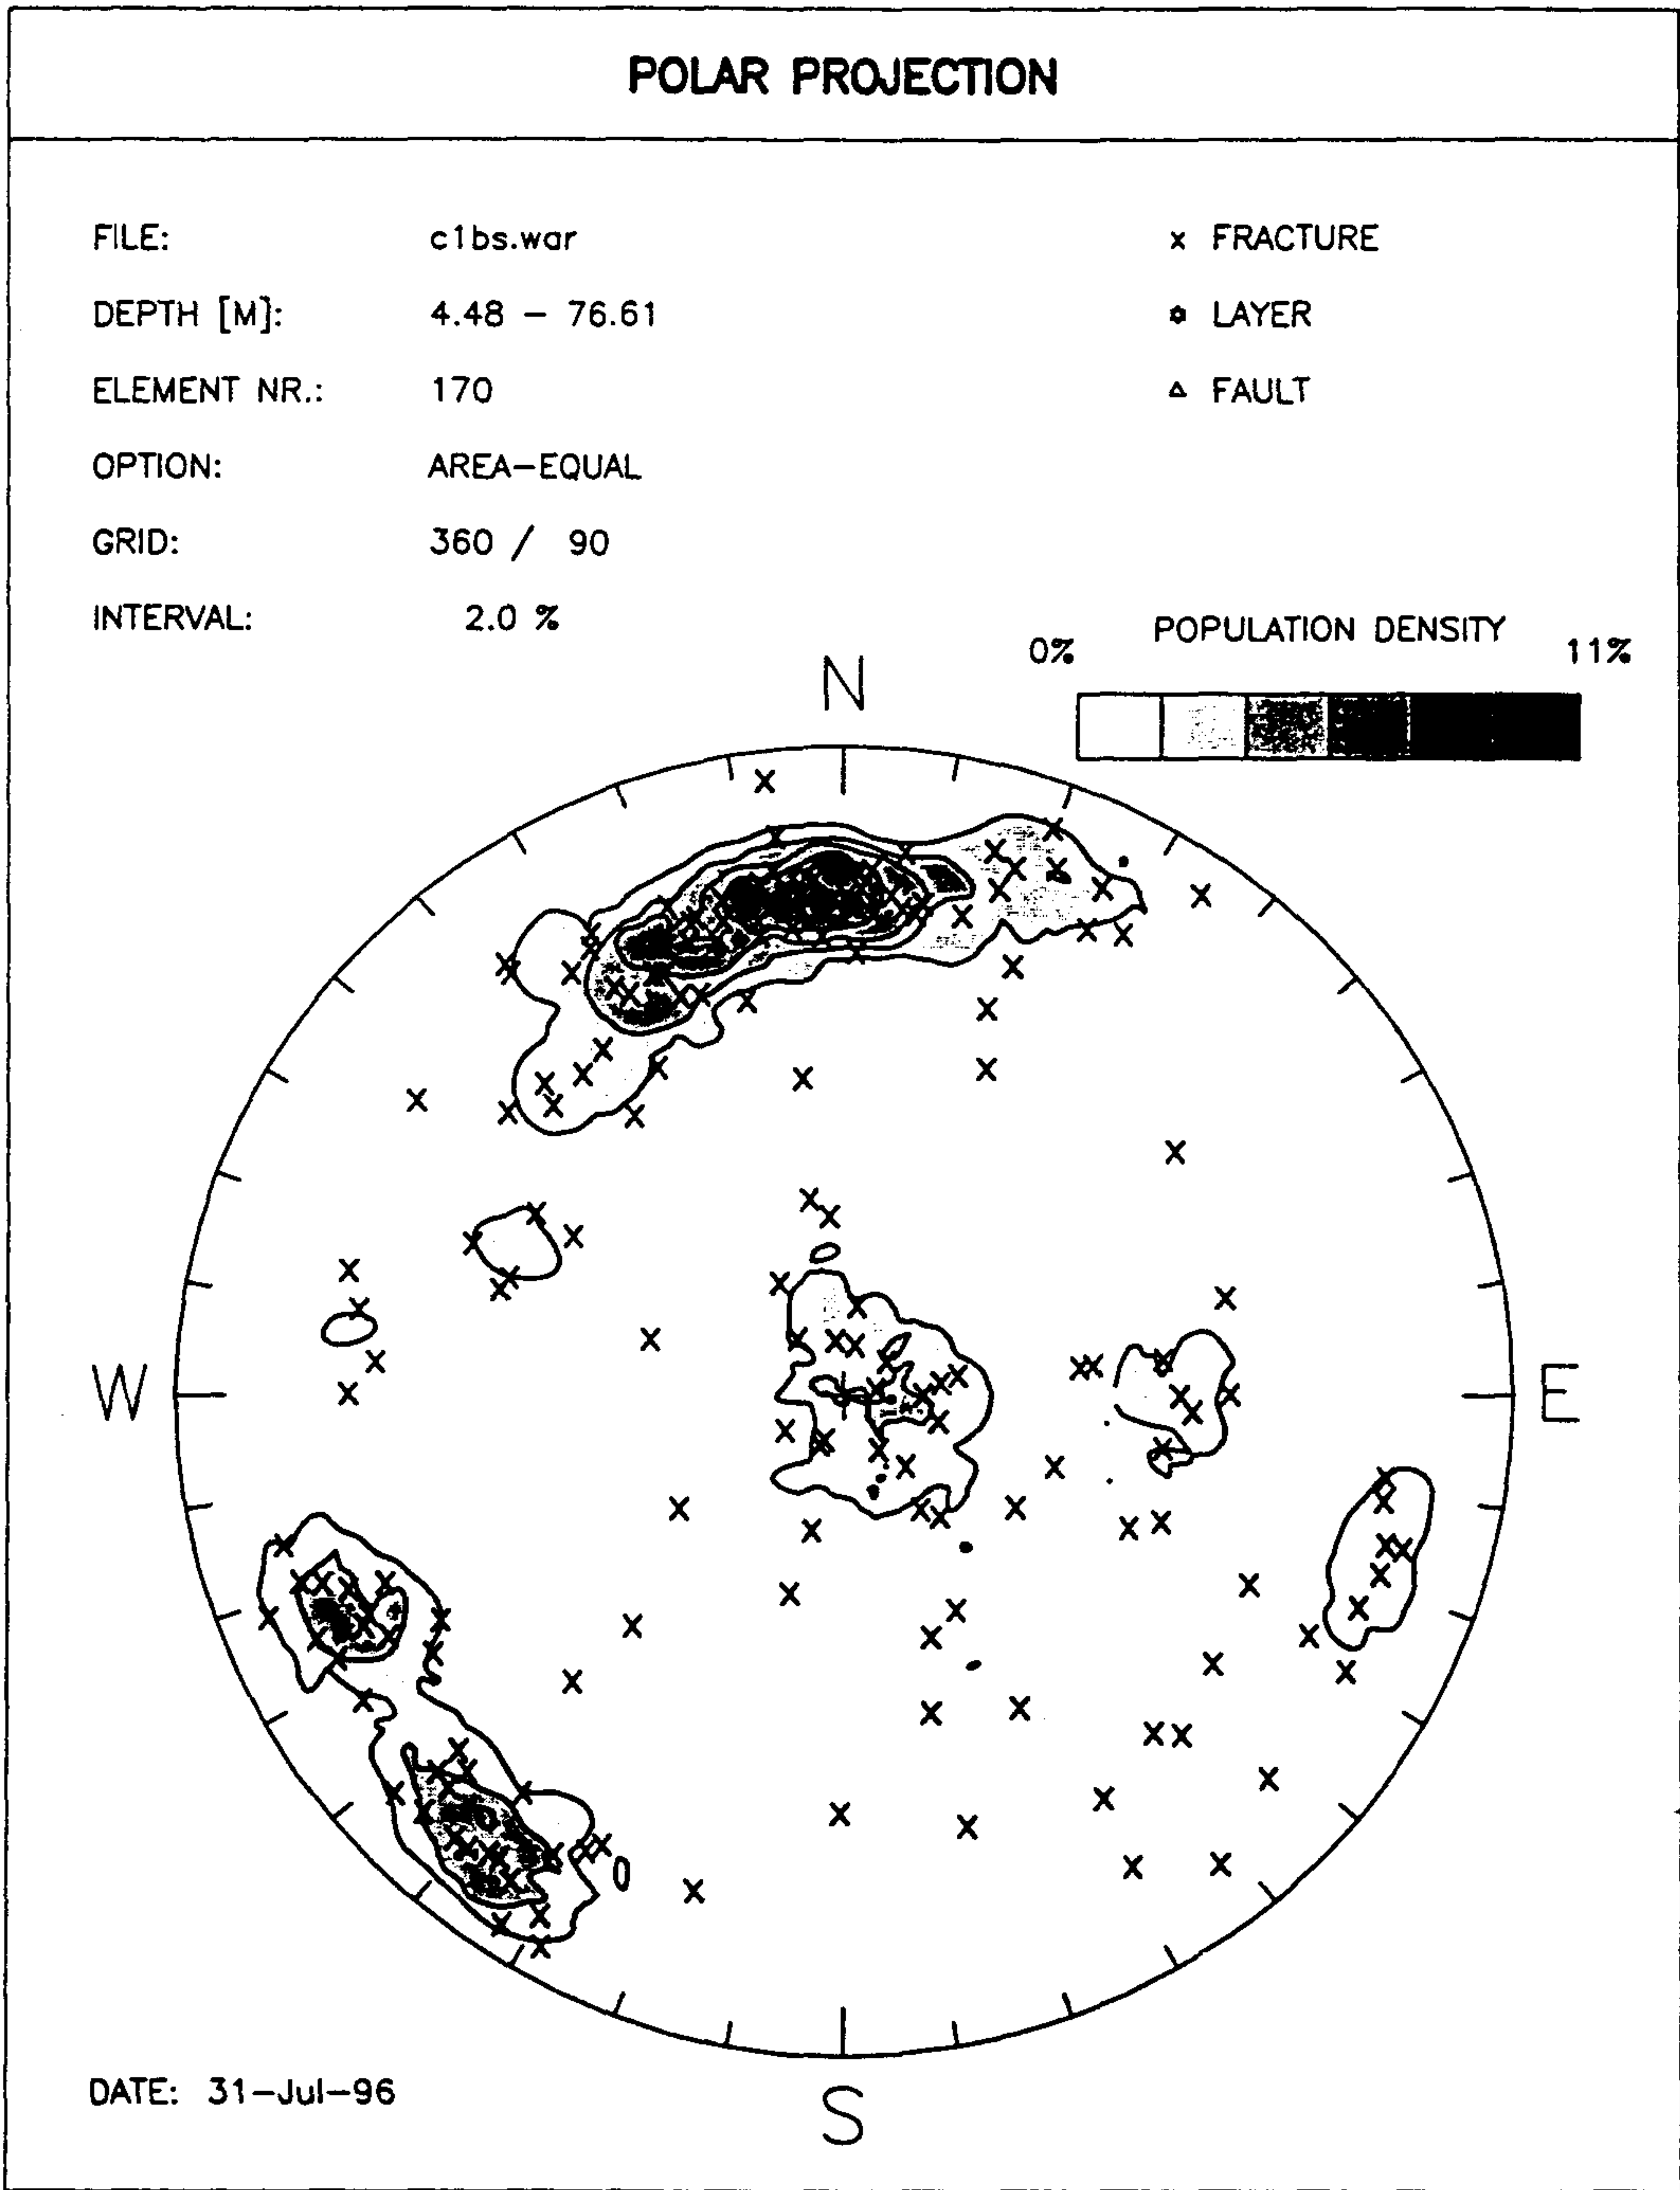 POLAR PROJECTION
FILE: c1bs.war
DEPTH [M]: 4.48 - 76.61
ELEMENT NR.: 170
OPTION: AREA-EQUAL
GRID: 360 / 90
INTERVAL: 2.0 %
x FRACTURE
LAYER
FAULT
POPULATION DENSITY
0% 11%
N
W E
S
DATE: 31-Jul-96